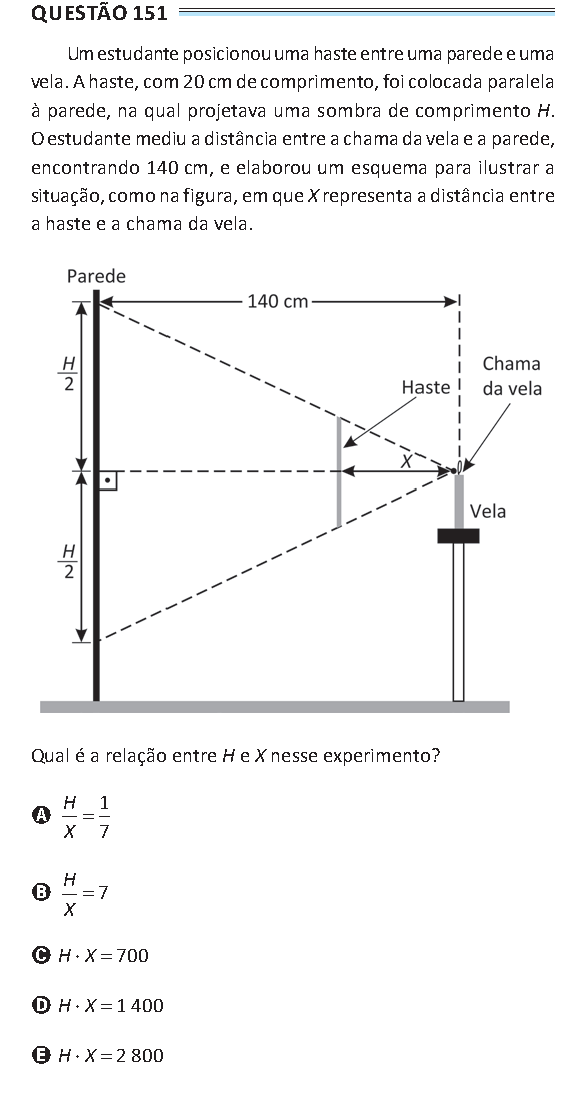 QUESTÃO 151
Um estudante posicionou uma haste entre uma parede e uma
vela. A haste, com 20 cm de comprimento, foi colocada paralela
à parede, na qual projetava uma sombra de comprimento H.
O estudante mediu a distância entre a chama da vela e a parede,
encontrando 140 cm, e elaborou um esquema para ilustrar a
situação, como na figura, em que X representa a distância entre
a haste e a chama da vela.
Parede
140 cm
H/2
Haste
Chama
da vela
X
Vela
H/2
Qual é a relação entre H e X nesse experimento?
A H/X = 1/7
B H/X = 7
C H · X = 700
D H · X = 1 400
E H · X = 2 800